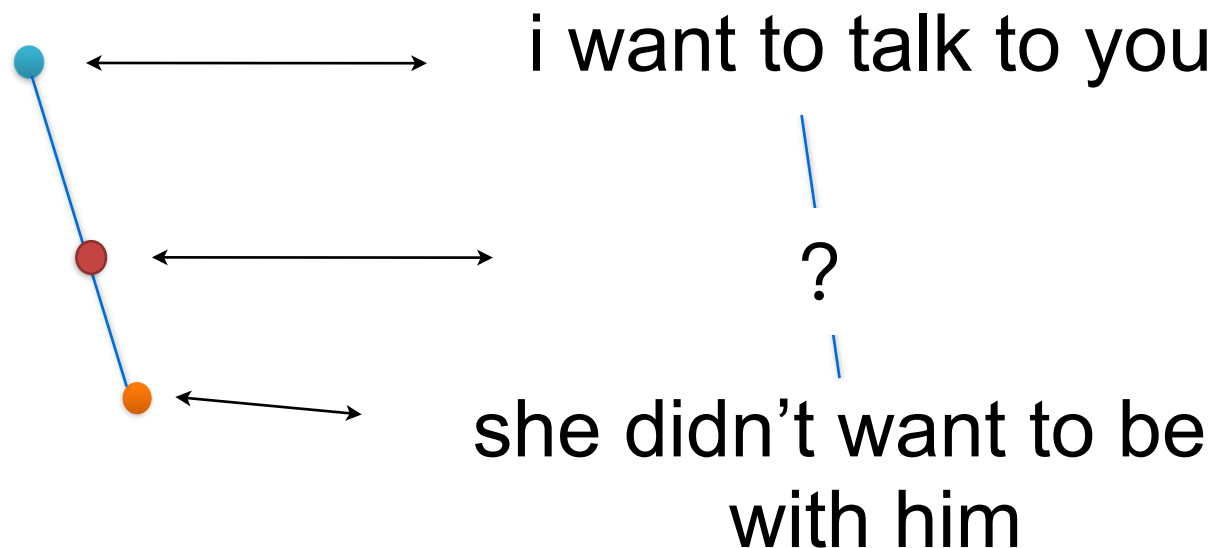 i want to talk to you
?
she didn’t want to be
with him